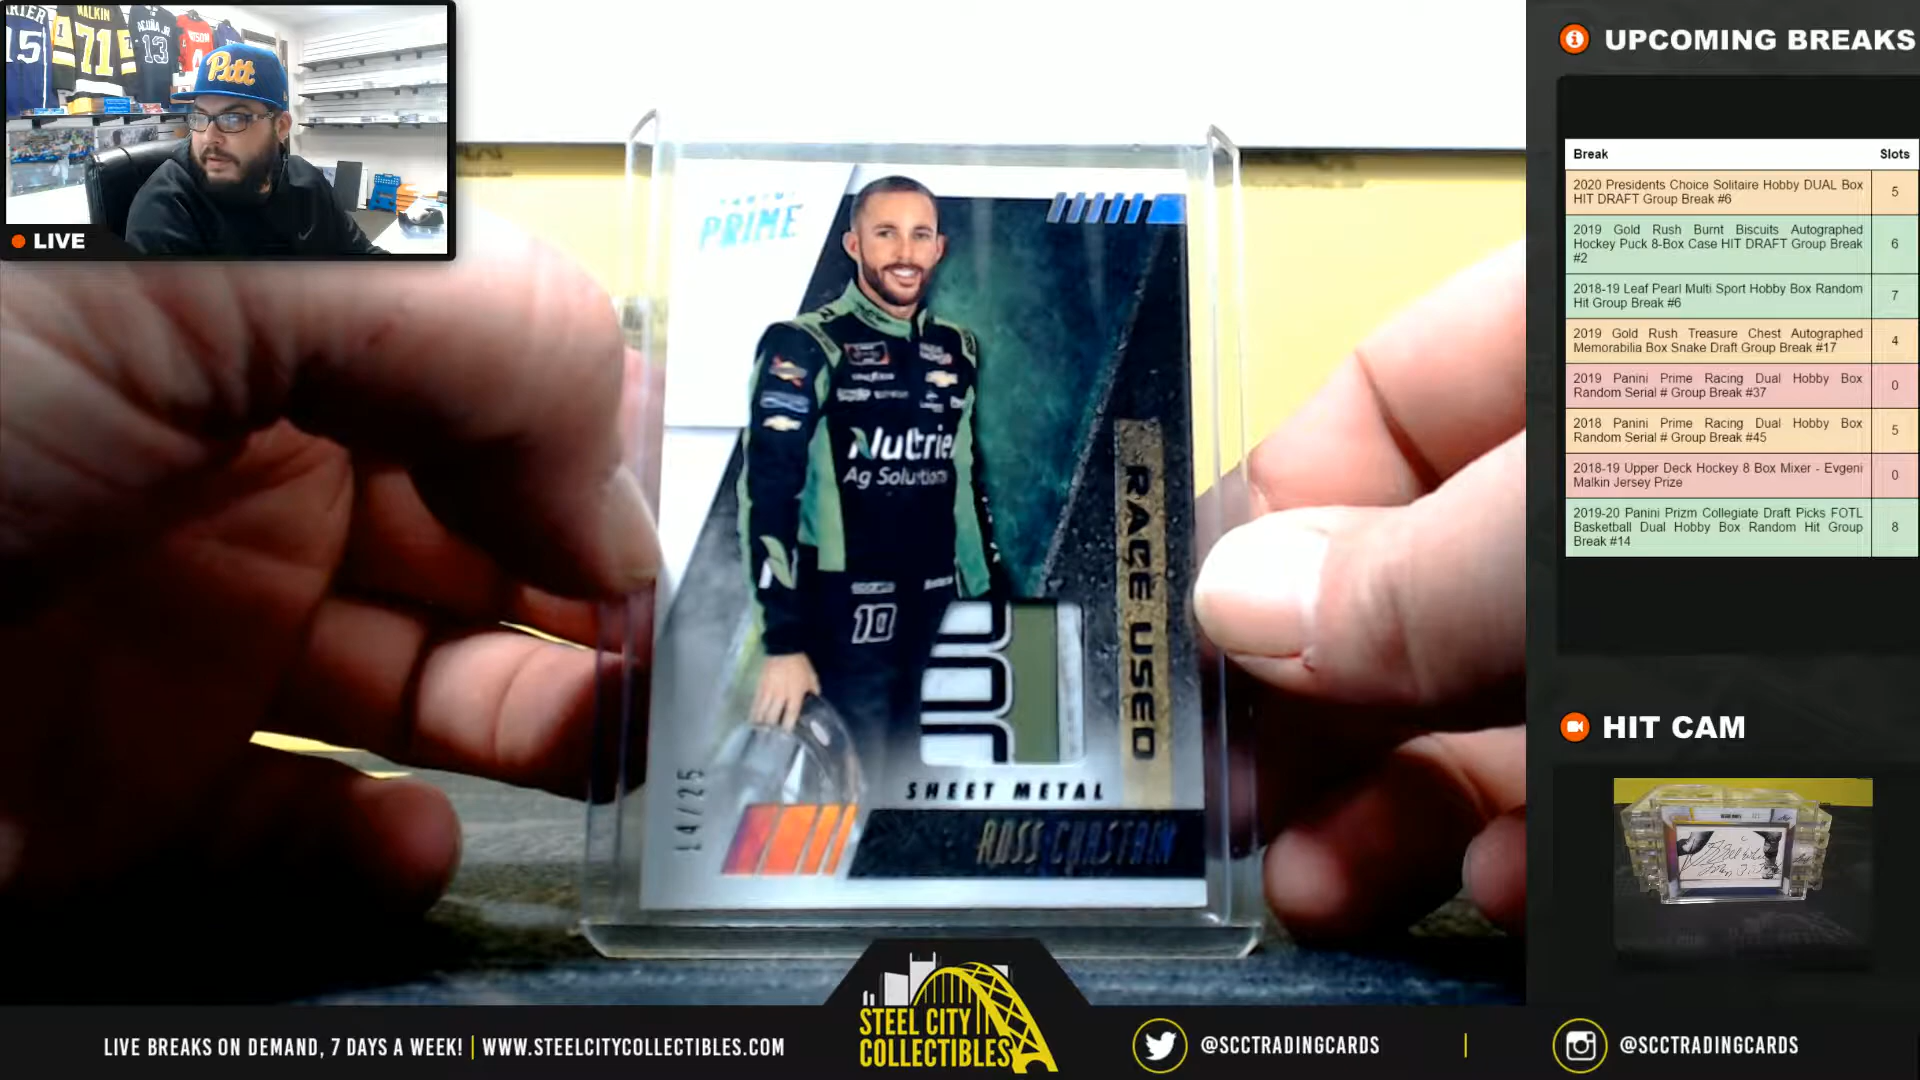 MALKIN
15
71
ACUÑA JR
13
Pitt
LIVE
PANINI
PRIME
Nutrien
Ag Solutions
10
RACE USED
SHEET METAL
14/25
ROSS CHASTAIN
UPCOMING BREAKS
Break Slots
2020 Presidents Choice Solitaire Hobby DUAL Box
HIT DRAFT Group Break #6
5
2019 Gold Rush Burnt Biscuits Autographed
Hockey Puck 8-Box Case HIT DRAFT Group Break
#2
6
2018-19 Leaf Pearl Multi Sport Hobby Box Random
Hit Group Break #6
7
2019 Gold Rush Treasure Chest Autographed
Memorabilia Box Snake Draft Group Break #17
4
2019 Panini Prime Racing Dual Hobby Box
Random Serial # Group Break #37
0
2018 Panini Prime Racing Dual Hobby Box
Random Serial # Group Break #45
5
2018-19 Upper Deck Hockey 8 Box Mixer - Evgeni
Malkin Jersey Prize
0
2019-20 Panini Prizm Collegiate Draft Picks FOTL
Basketball Dual Hobby Box Random Hit Group
Break #14
8
HIT CAM
LIVE BREAKS ON DEMAND, 7 DAYS A WEEK! | WWW.STEELCITYCOLLECTIBLES.COM
STEEL CITY
COLLECTIBLES
@SCCTRADINGCARDS
@SCCTRADINGCARDS